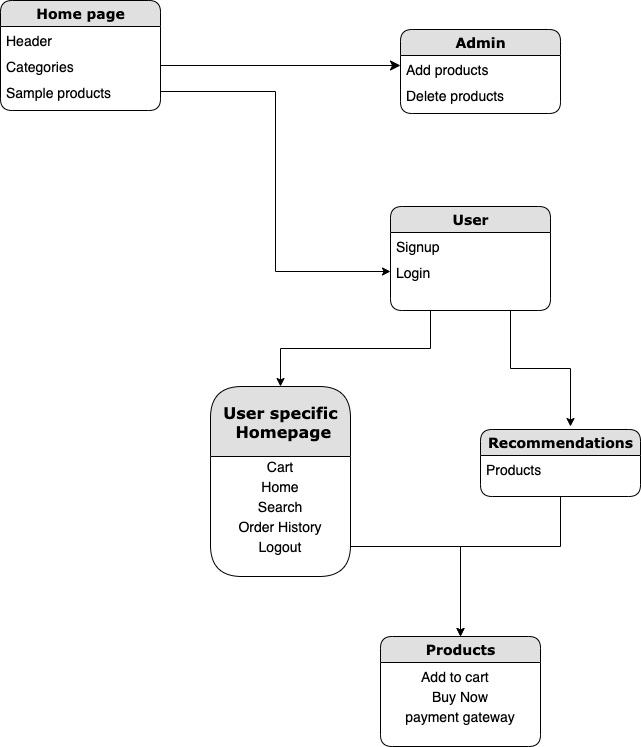 Home page
Header
Categories
Sample products
Admin
Add products
Delete products
User
Signup
Login
User specific
Homepage
Cart
Home
Search
Order History
Logout
Recommendations
Products
Products
Add to cart
Buy Now
payment gateway